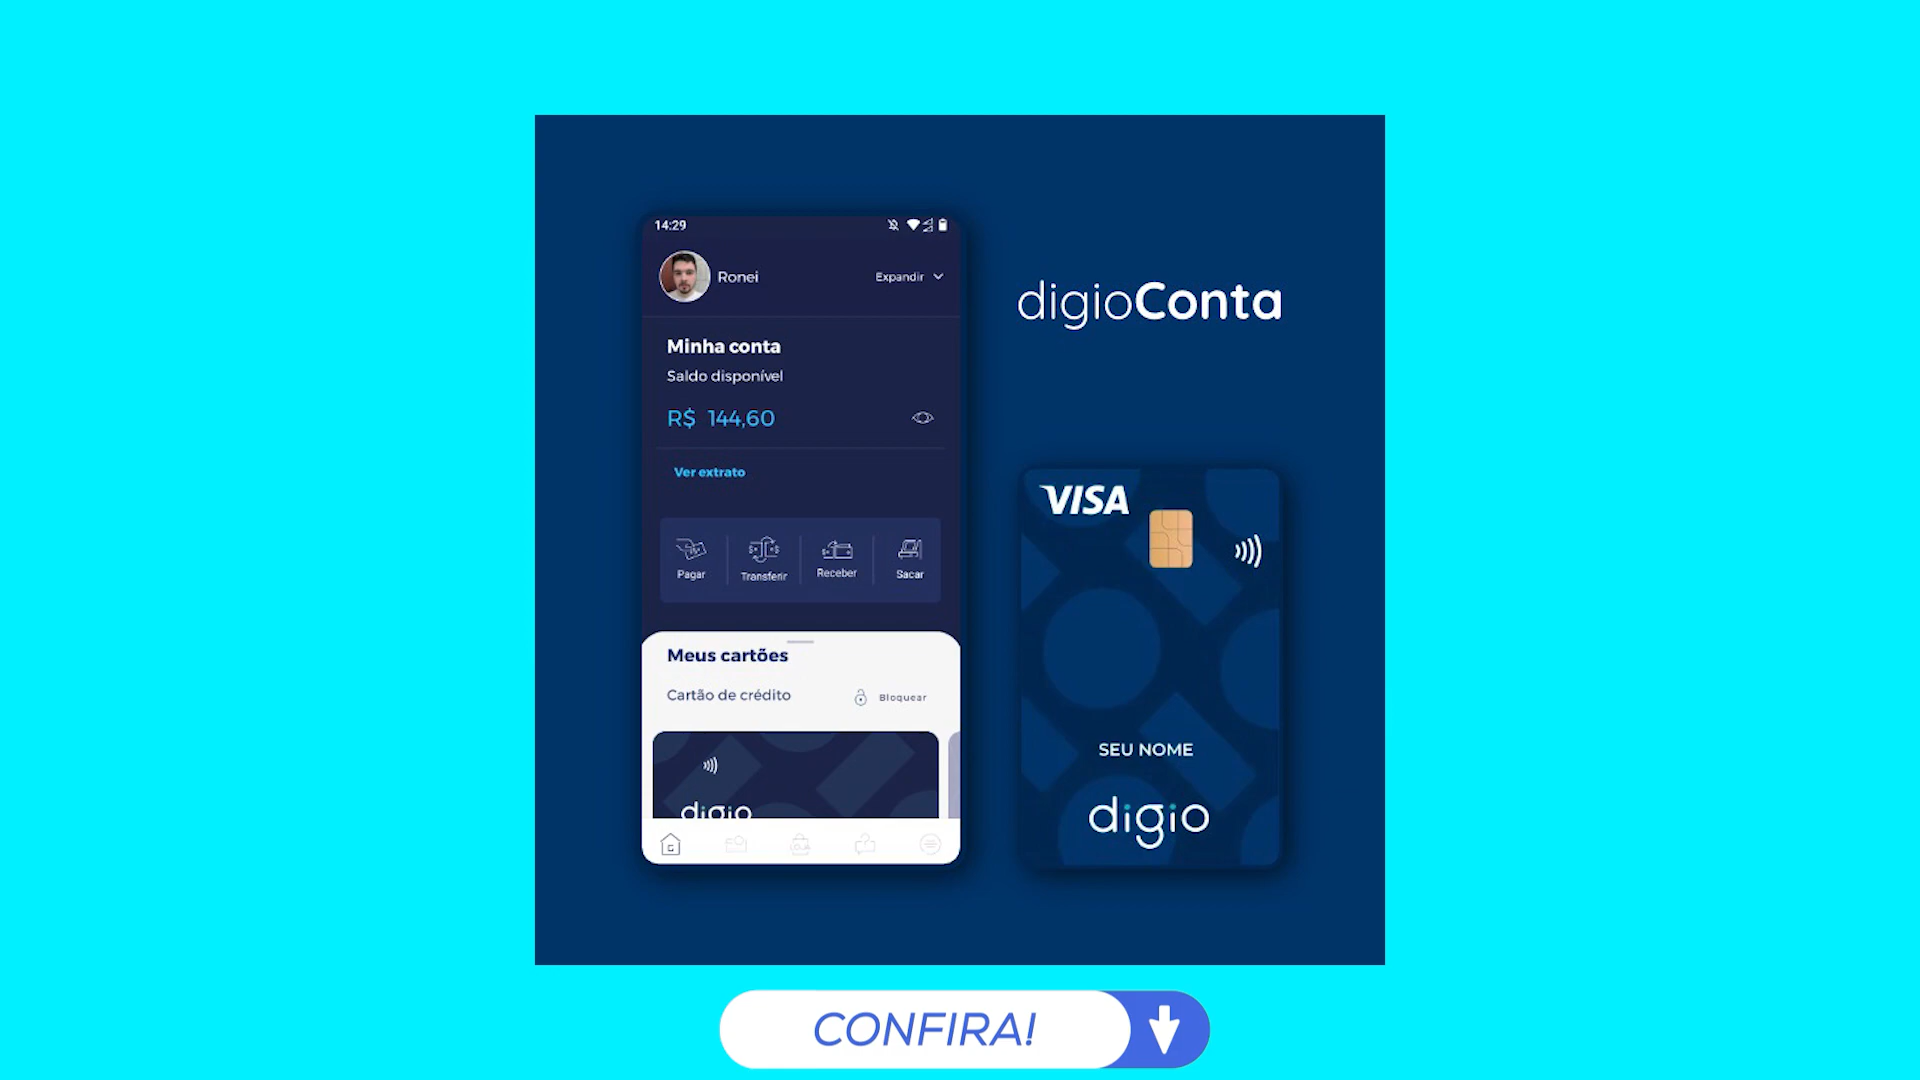 14:29
Ronei
Expandir
Minha conta
Saldo disponível
R$ 144,60
Ver extrato
Pagar
Transferir
Receber
Sacar
Meus cartões
Cartão de crédito
Bloquear
digio
digioConta
VISA
SEU NOME
digio
CONFIRA!